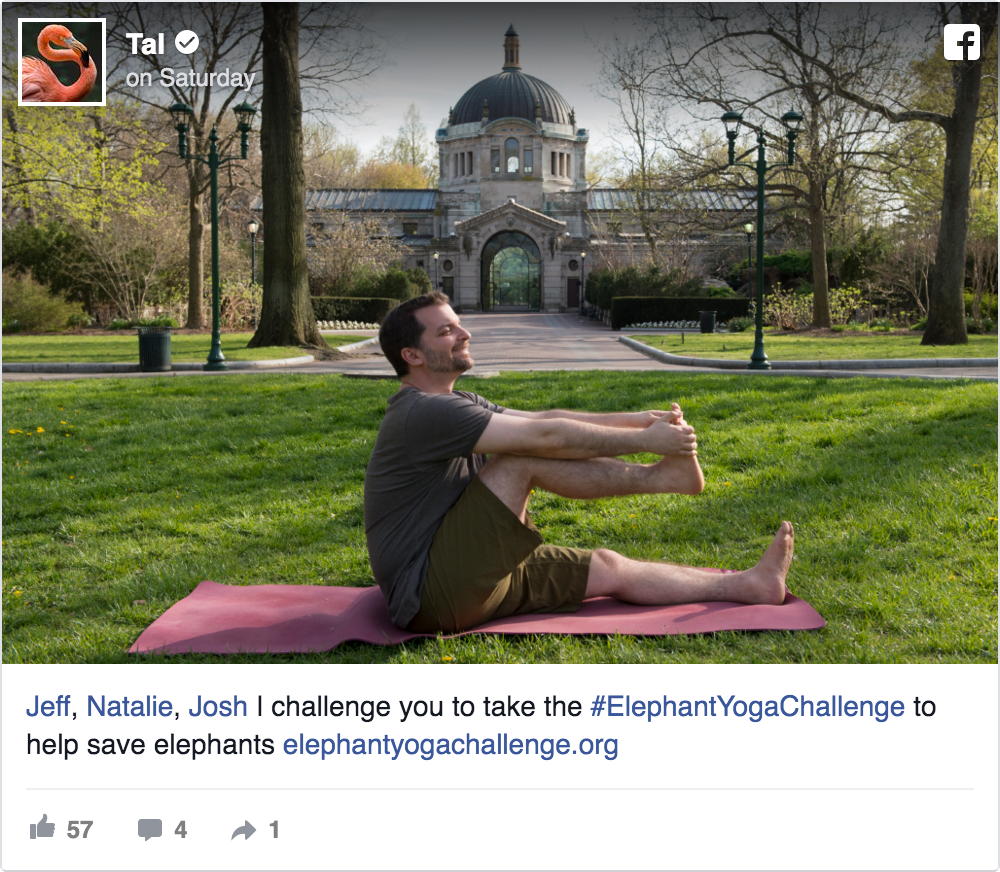 Tal
on Saturday
Jeff, Natalie, Josh I challenge you to take the #ElephantYogaChallenge to
help save elephants elephantyogachallenge.org
57 4 1